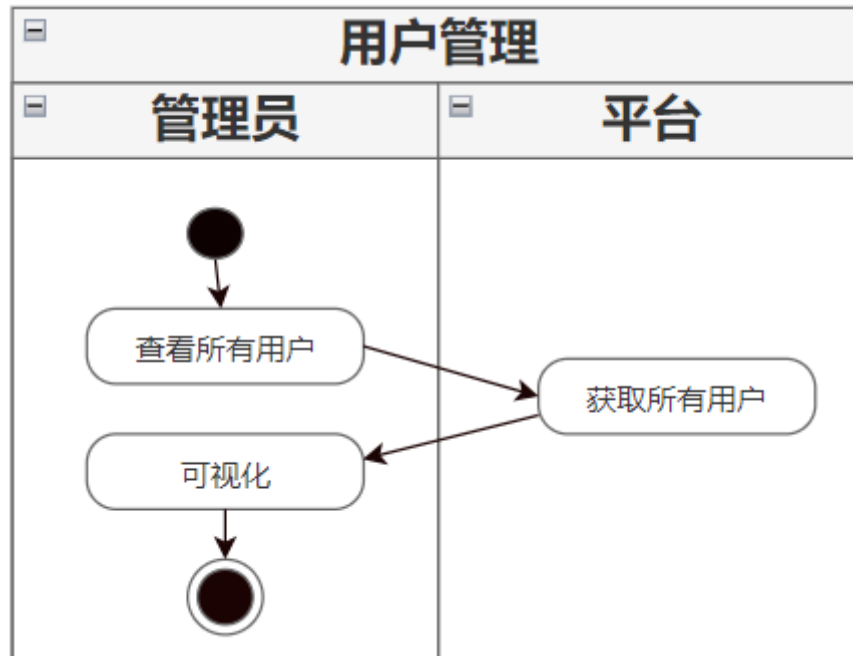 用户管理
管理员
平台
查看所有用户
获取所有用户
可视化